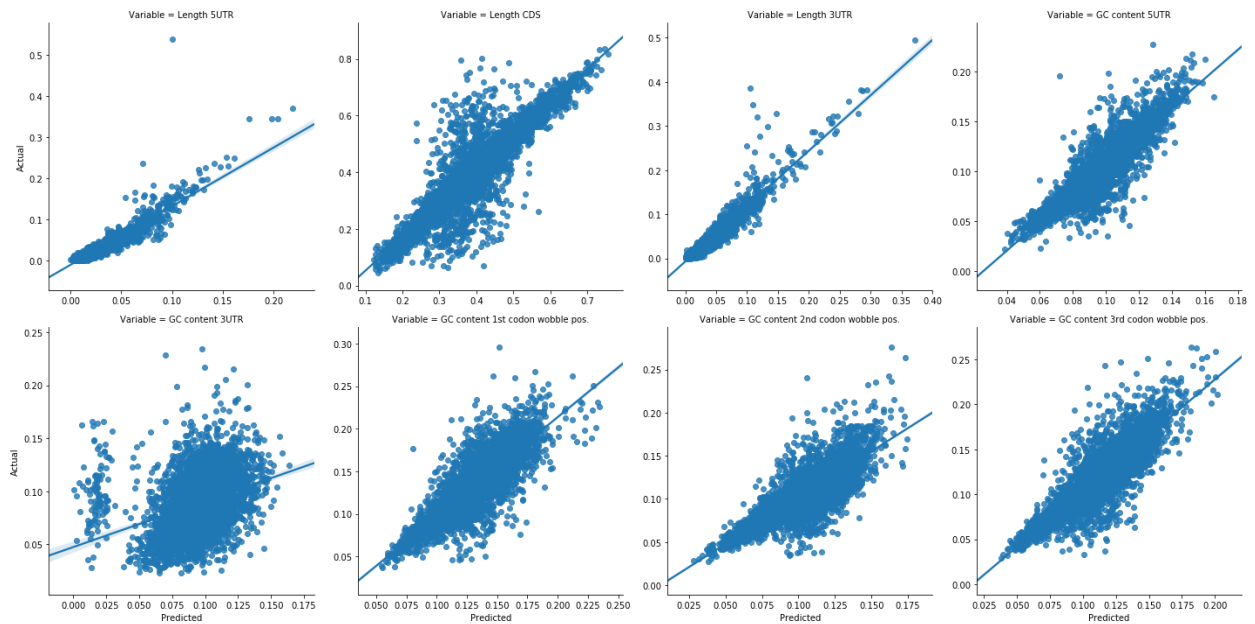 Variable = Length 5UTR
Variable = Length CDS
Variable = Length 3UTR
Variable = GC content 5UTR
Actual
0.5
0.4
0.3
0.2
0.1
0.0
0.00 0.05 0.10 0.15 0.20
0.8
0.6
0.4
0.2
0.0
0.1 0.2 0.3 0.4 0.5 0.6 0.7
0.5
0.4
0.3
0.2
0.1
0.0
0.00 0.05 0.10 0.15 0.20 0.25 0.30 0.35 0.40
0.20
0.15
0.10
0.05
0.00
0.04 0.06 0.08 0.10 0.12 0.14 0.16 0.18
Variable = GC content 3UTR
Variable = GC content 1st codon wobble pos.
Variable = GC content 2nd codon wobble pos.
Variable = GC content 3rd codon wobble pos.
Actual
0.25
0.20
0.15
0.10
0.05
0.00
0.000 0.025 0.050 0.075 0.100 0.125 0.150 0.175
Predicted
0.30
0.25
0.20
0.15
0.10
0.05
0.050 0.075 0.100 0.125 0.150 0.175 0.200 0.225 0.250
Predicted
0.25
0.20
0.15
0.10
0.05
0.00
0.025 0.050 0.075 0.100 0.125 0.150 0.175
Predicted
0.25
0.20
0.15
0.10
0.05
0.00
0.025 0.050 0.075 0.100 0.125 0.150 0.175 0.200
Predicted